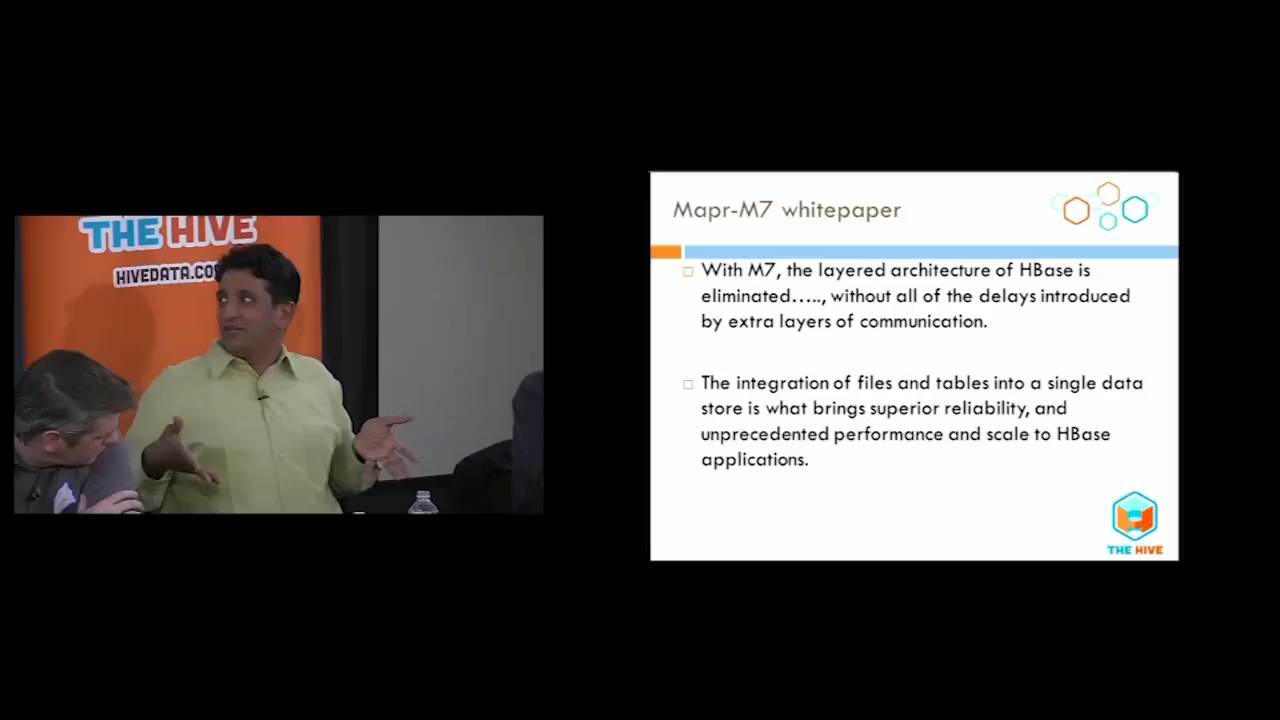 THE HIVE
HIVEDATA.CO
Mapr-M7 whitepaper
With M7, the layered architecture of HBase is
eliminated....., without all of the delays introduced
by extra layers of communication.
The integration of files and tables into a single data
store is what brings superior reliability, and
unprecedented performance and scale to HBase
applications.
THE HIVE